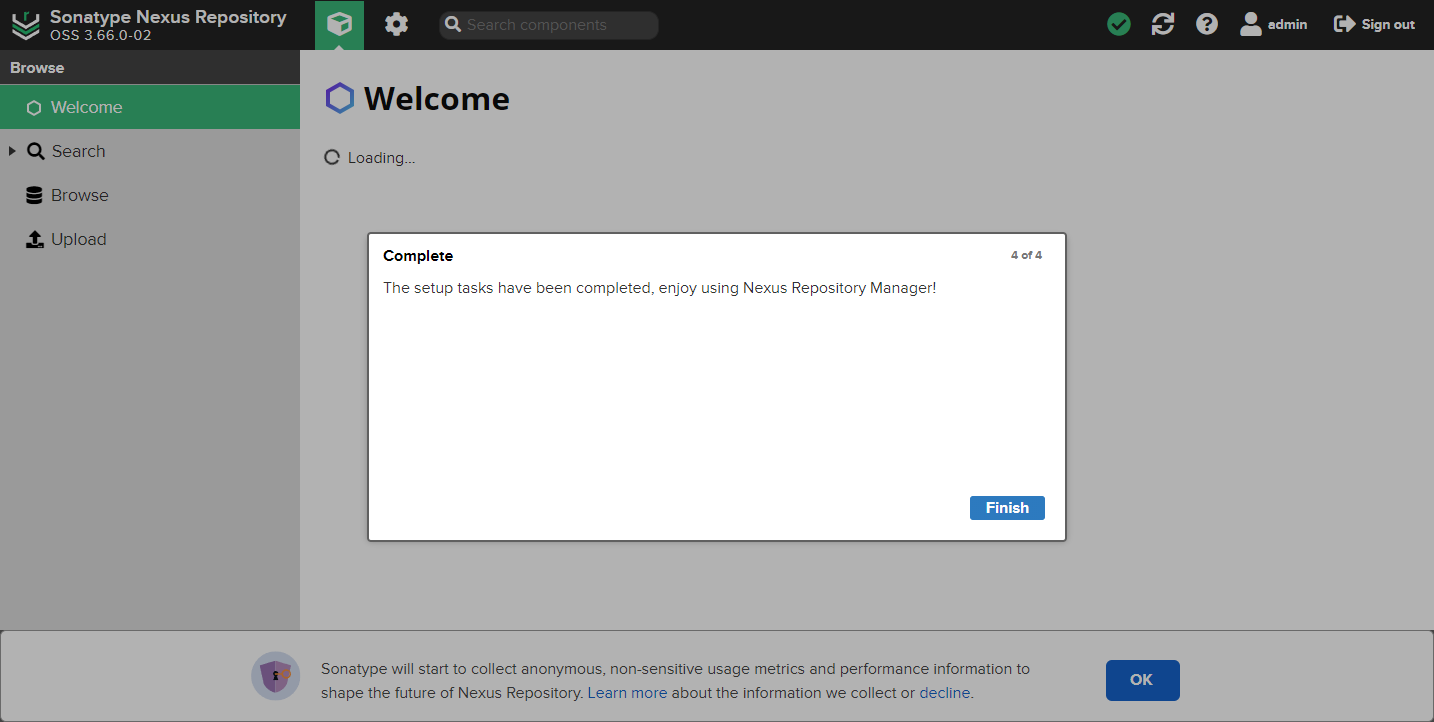 Sonatype Nexus Repository
OSS 3.66.0-02
Search components
admin
Sign out
Browse
Welcome
Search
Browse
Upload
Welcome
Loading...
Complete
4 of 4
The setup tasks have been completed, enjoy using Nexus Repository Manager!
Finish
Sonatype will start to collect anonymous, non-sensitive usage metrics and performance information to
shape the future of Nexus Repository. Learn more about the information we collect or decline.
OK